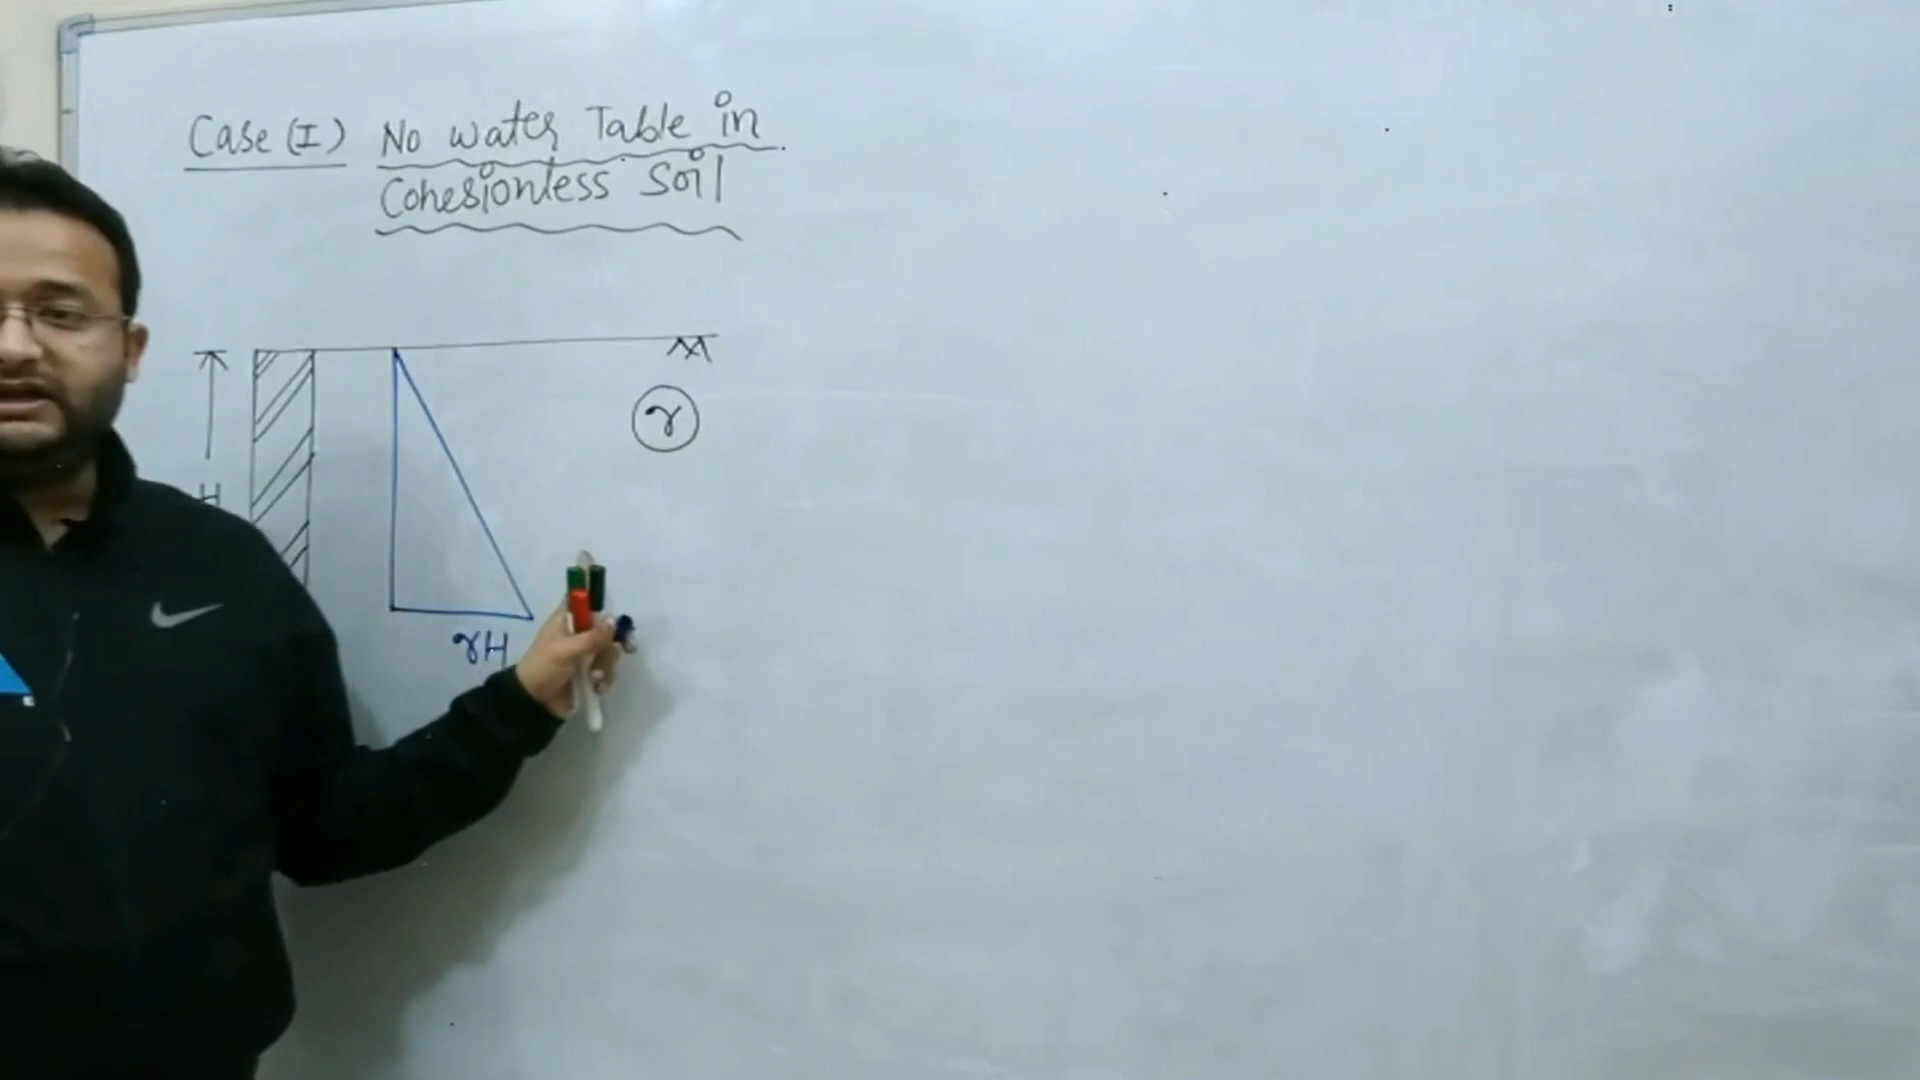 Case (I) No water Table in
Cohesionless Soil
γ
H
γH